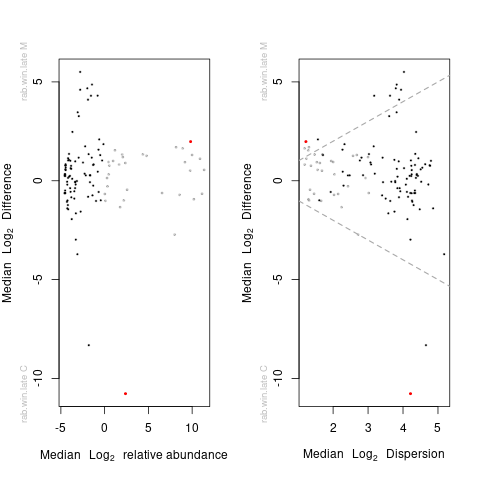 rab.win.late M
rab.win.late M
5
0
-5
-10
5
0
-5
-10
Median Log2 Difference
Median Log2 Difference
rab.win.late C
rab.win.late C
-5 0 5 10
2 3 4 5
Median Log2 relative abundance
Median Log2 Dispersion